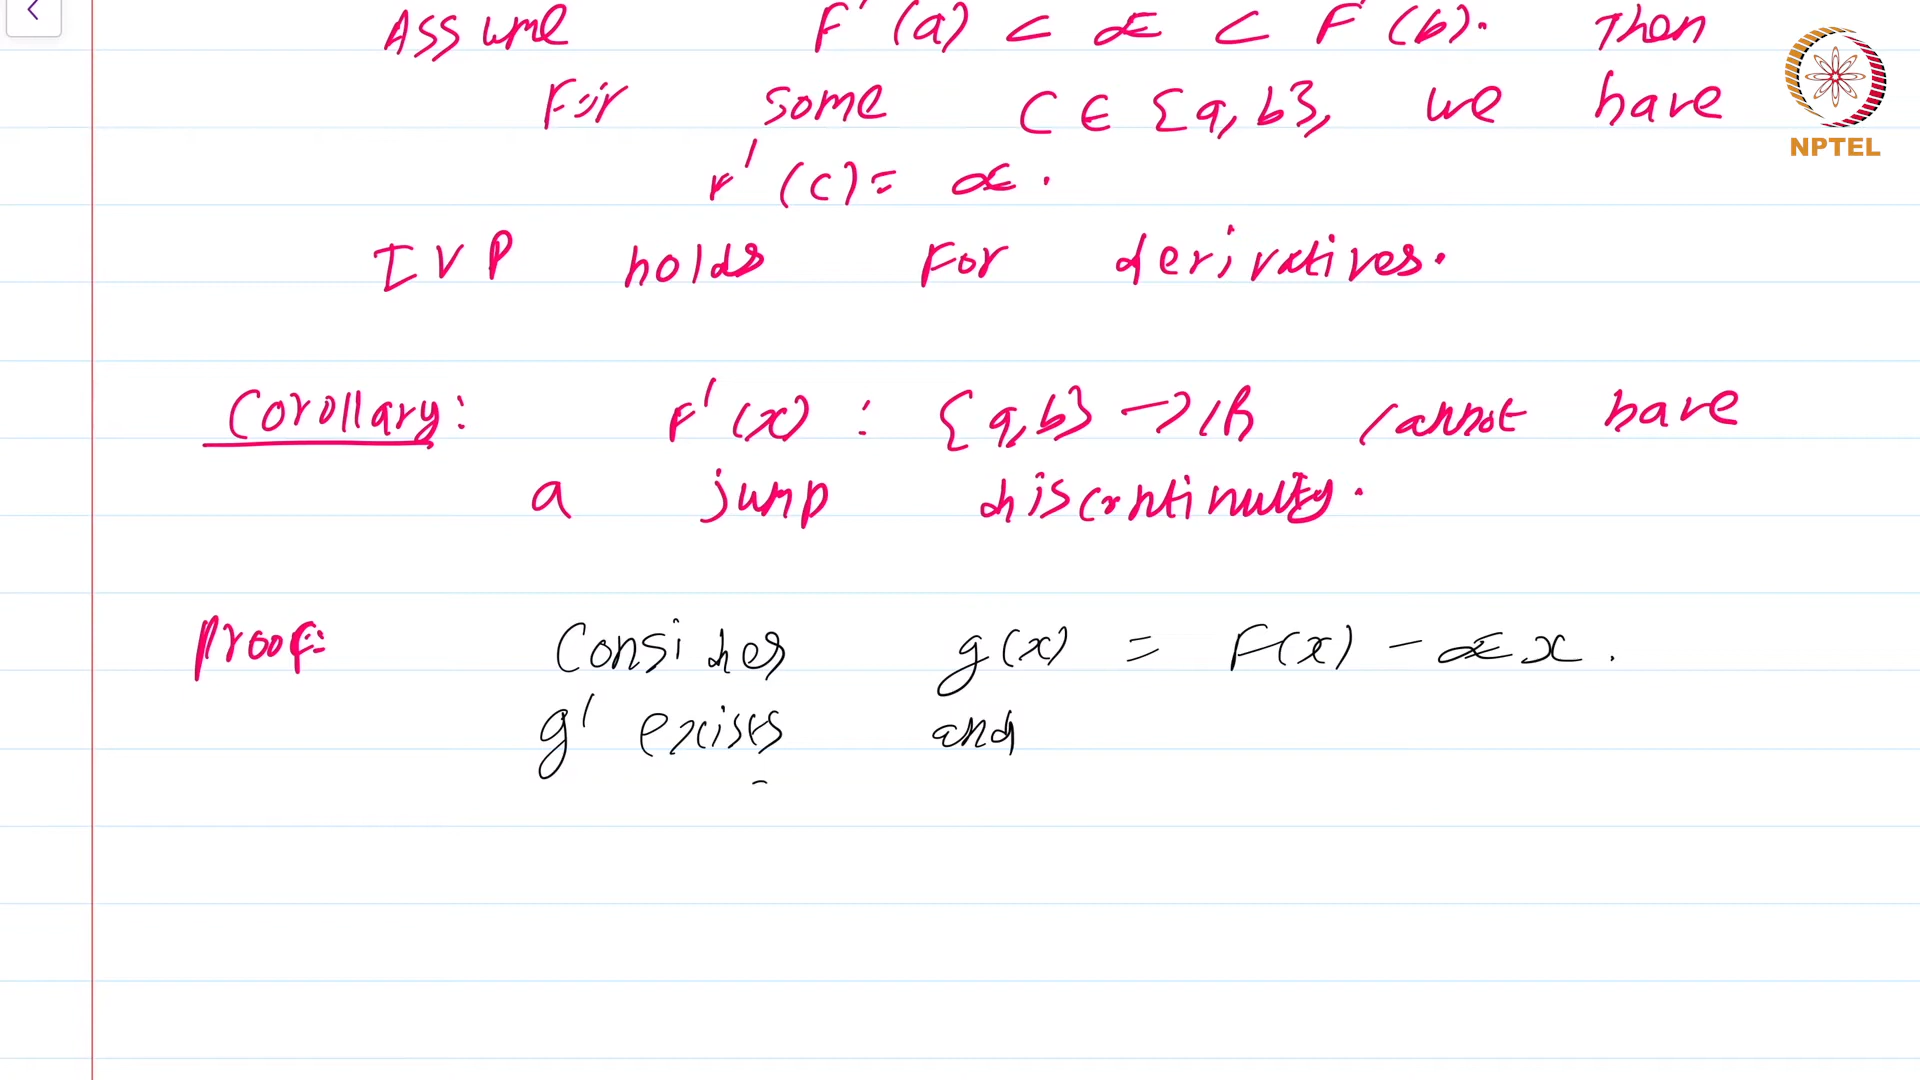 Assume F'(a) < α < F'(b). Then
For some c ∈ [a, b], we have
F'(c) = α.
IVP holds for derivatives.
Corollary: F'(x) : [a, b] → ℝ cannot have
a jump discontinuity.
Proof: Consider g(x) = F(x) - αx.
g' exists and
NPTEL